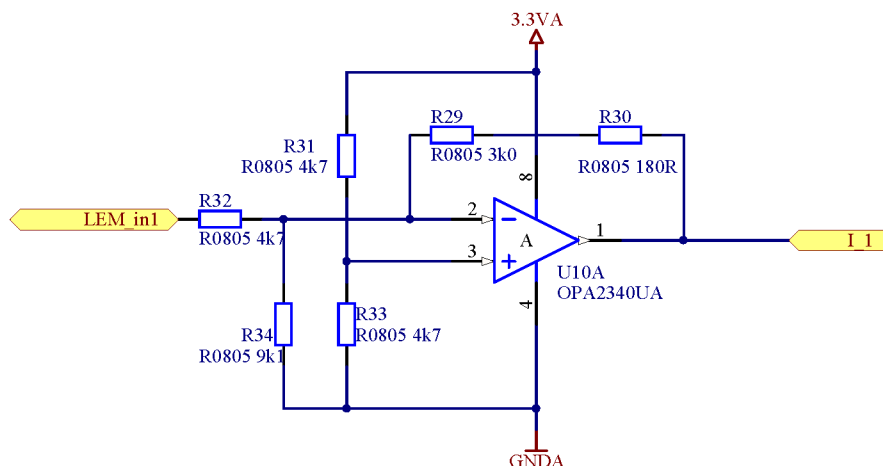 3.3VA
R29
R0805 3k0
R30
R0805 180R
R31
R0805 4k7
8
R32
R0805 4k7
LEM_in1
2
3
A
1
I_1
U10A
OPA2340UA
4
R33
R0805 4k7
R34
R0805 9k1
GNDA